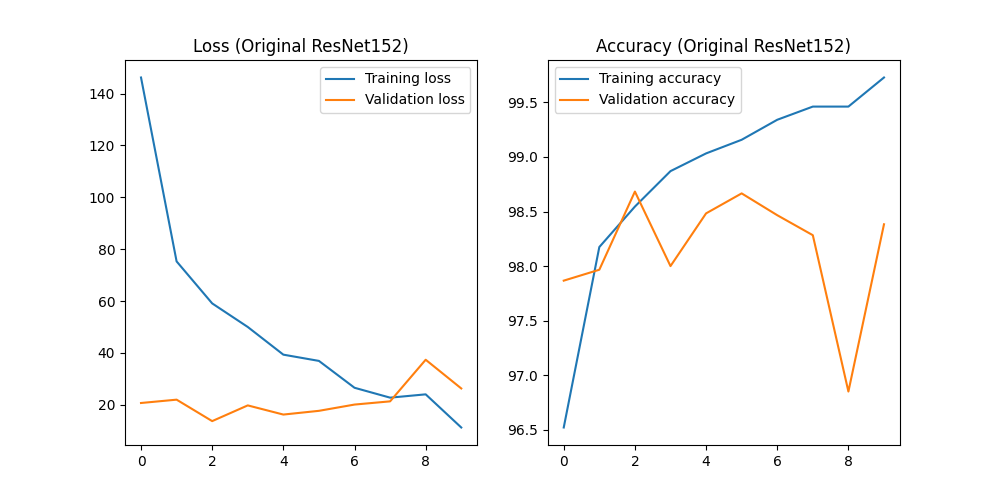 Loss (Original ResNet152)
Training loss
Validation loss
140
120
100
80
60
40
20
0 2 4 6 8
Accuracy (Original ResNet152)
Training accuracy
Validation accuracy
99.5
99.0
98.5
98.0
97.5
97.0
96.5
0 2 4 6 8